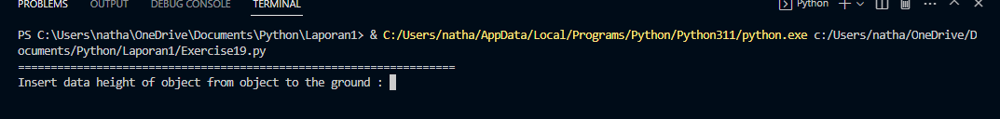 PROBLEMS OUTPUT DEBUG CONSOLE TERMINAL Python
PS C:\Users\natha\OneDrive\Documents\Python\Laporan1> & C:/Users/natha/AppData/Local/Programs/Python/Python311/python.exe c:/Users/natha/OneDrive/D
ocuments/Python/Laporan1/Exercise19.py
===================================================================
Insert data height of object from object to the ground :